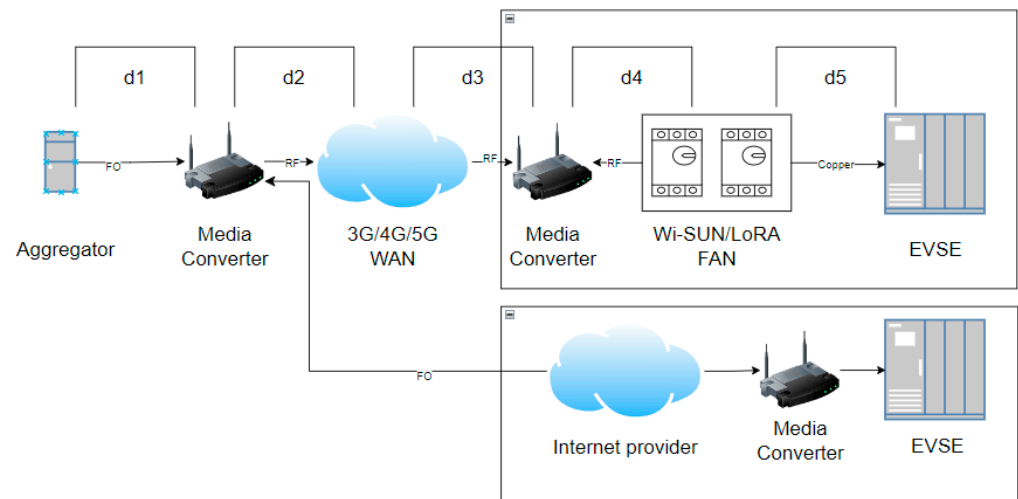 d1
d2
d3
d4
d5
FO
RF
RF
RF
Copper
Aggregator
Media
Converter
3G/4G/5G
WAN
Media
Converter
Wi-SUN/LoRA
FAN
EVSE
FO
Internet provider
Media
Converter
EVSE